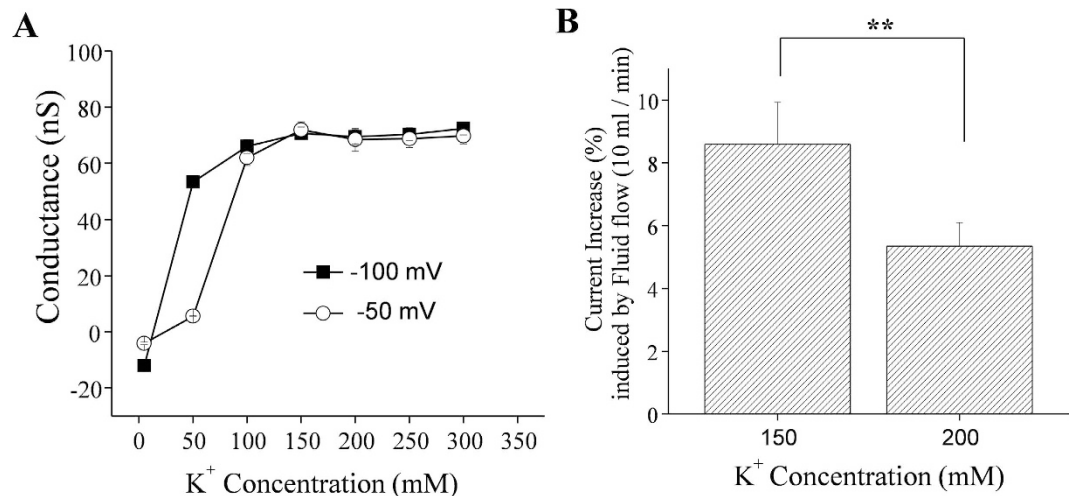 A
Conductance (nS)
100
80
60
40
20
0
-20
-100 mV
-50 mV
0 50 100 150 200 250 300 350
K⁺ Concentration (mM)
B
**
Current Increase (%)
induced by Fluid flow (10 ml / min)
10
8
6
4
2
0
150 200
K⁺ Concentration (mM)